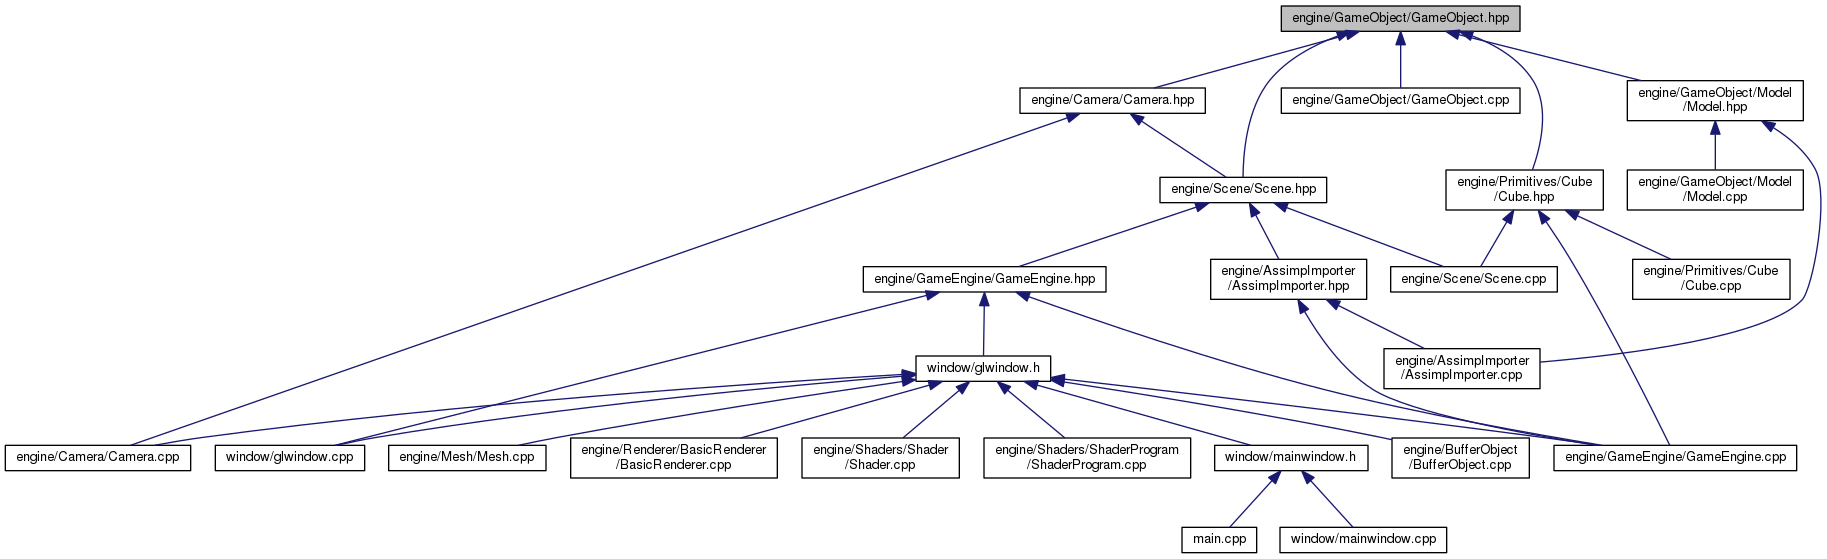 engine/GameObject/GameObject.hpp
engine/Camera/Camera.hpp
engine/GameObject/GameObject.cpp
engine/GameObject/Model
/Model.hpp
engine/Scene/Scene.hpp
engine/Primitives/Cube
/Cube.hpp
engine/GameObject/Model
/Model.cpp
engine/GameEngine/GameEngine.hpp
engine/AssimpImporter
/AssimpImporter.hpp
engine/Scene/Scene.cpp
engine/Primitives/Cube
/Cube.cpp
window/glwindow.h
engine/AssimpImporter
/AssimpImporter.cpp
engine/Camera/Camera.cpp
window/glwindow.cpp
engine/Mesh/Mesh.cpp
engine/Renderer/BasicRenderer
/BasicRenderer.cpp
engine/Shaders/Shader
/Shader.cpp
engine/Shaders/ShaderProgram
/ShaderProgram.cpp
window/mainwindow.h
engine/BufferObject
/BufferObject.cpp
engine/GameEngine/GameEngine.cpp
main.cpp
window/mainwindow.cpp